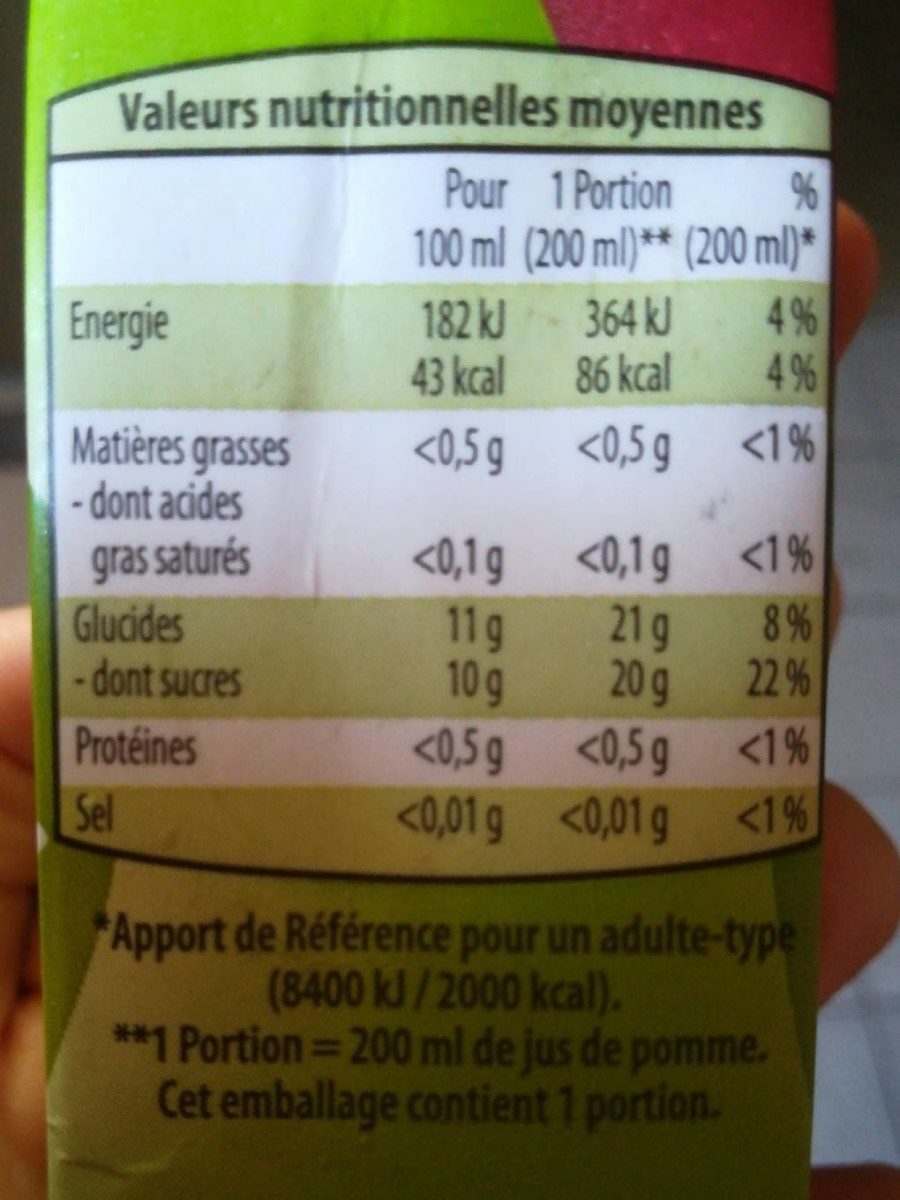 Valeurs nutritionnelles moyennes
Pour 1 Portion %
100 ml (200 ml)** (200 ml)*
Energie 182 kJ 364 kJ 4 %
43 kcal 86 kcal 4 %
Matières grasses <0,5 g <0,5 g <1 %
- dont acides
gras saturés <0,1 g <0,1 g <1 %
Glucides 11 g 21 g 8 %
- dont sucres 10 g 20 g 22 %
Protéines <0,5 g <0,5 g <1 %
Sel <0,01 g <0,01 g <1 %
*Apport de Référence pour un adulte-type
(8400 kJ / 2000 kcal).
**1 Portion = 200 ml de jus de pomme.
Cet emballage contient 1 portion.